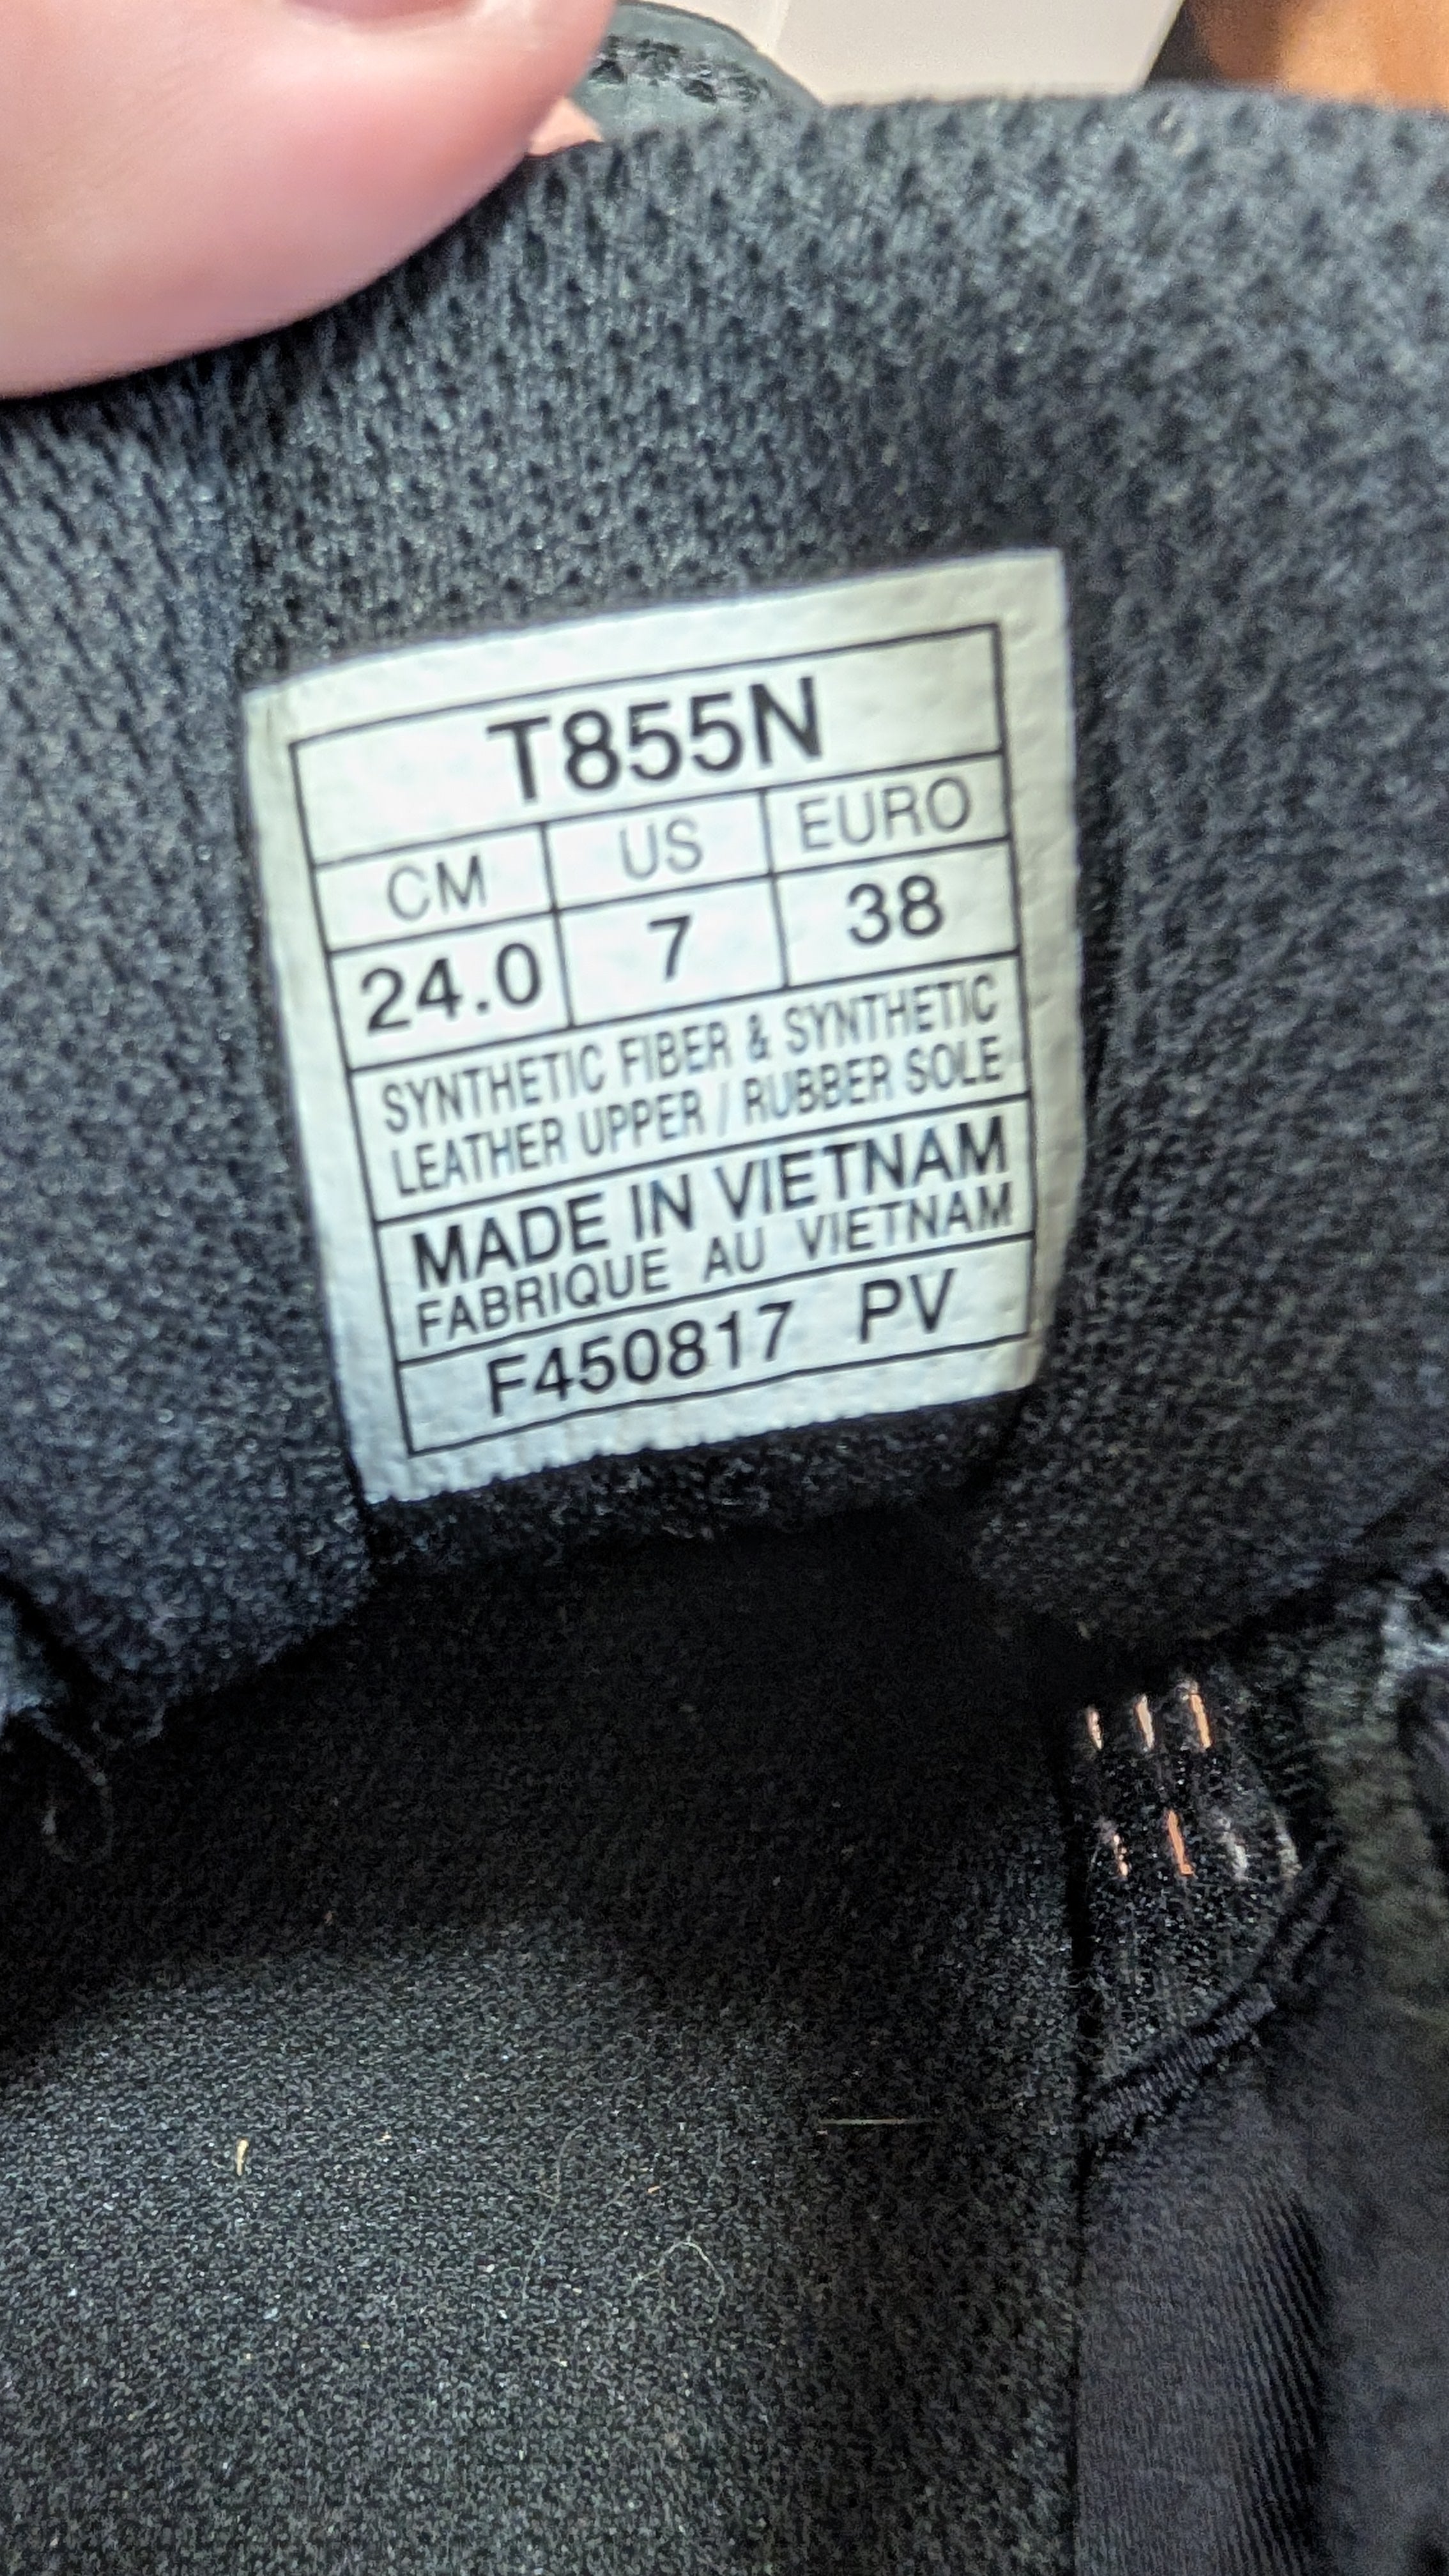 T855N
CM US EURO
24.0 7 38
SYNTHETIC FIBER & SYNTHETIC
LEATHER UPPER / RUBBER SOLE
MADE IN VIETNAM
FABRIQUE AU VIETNAM
F450817 PV